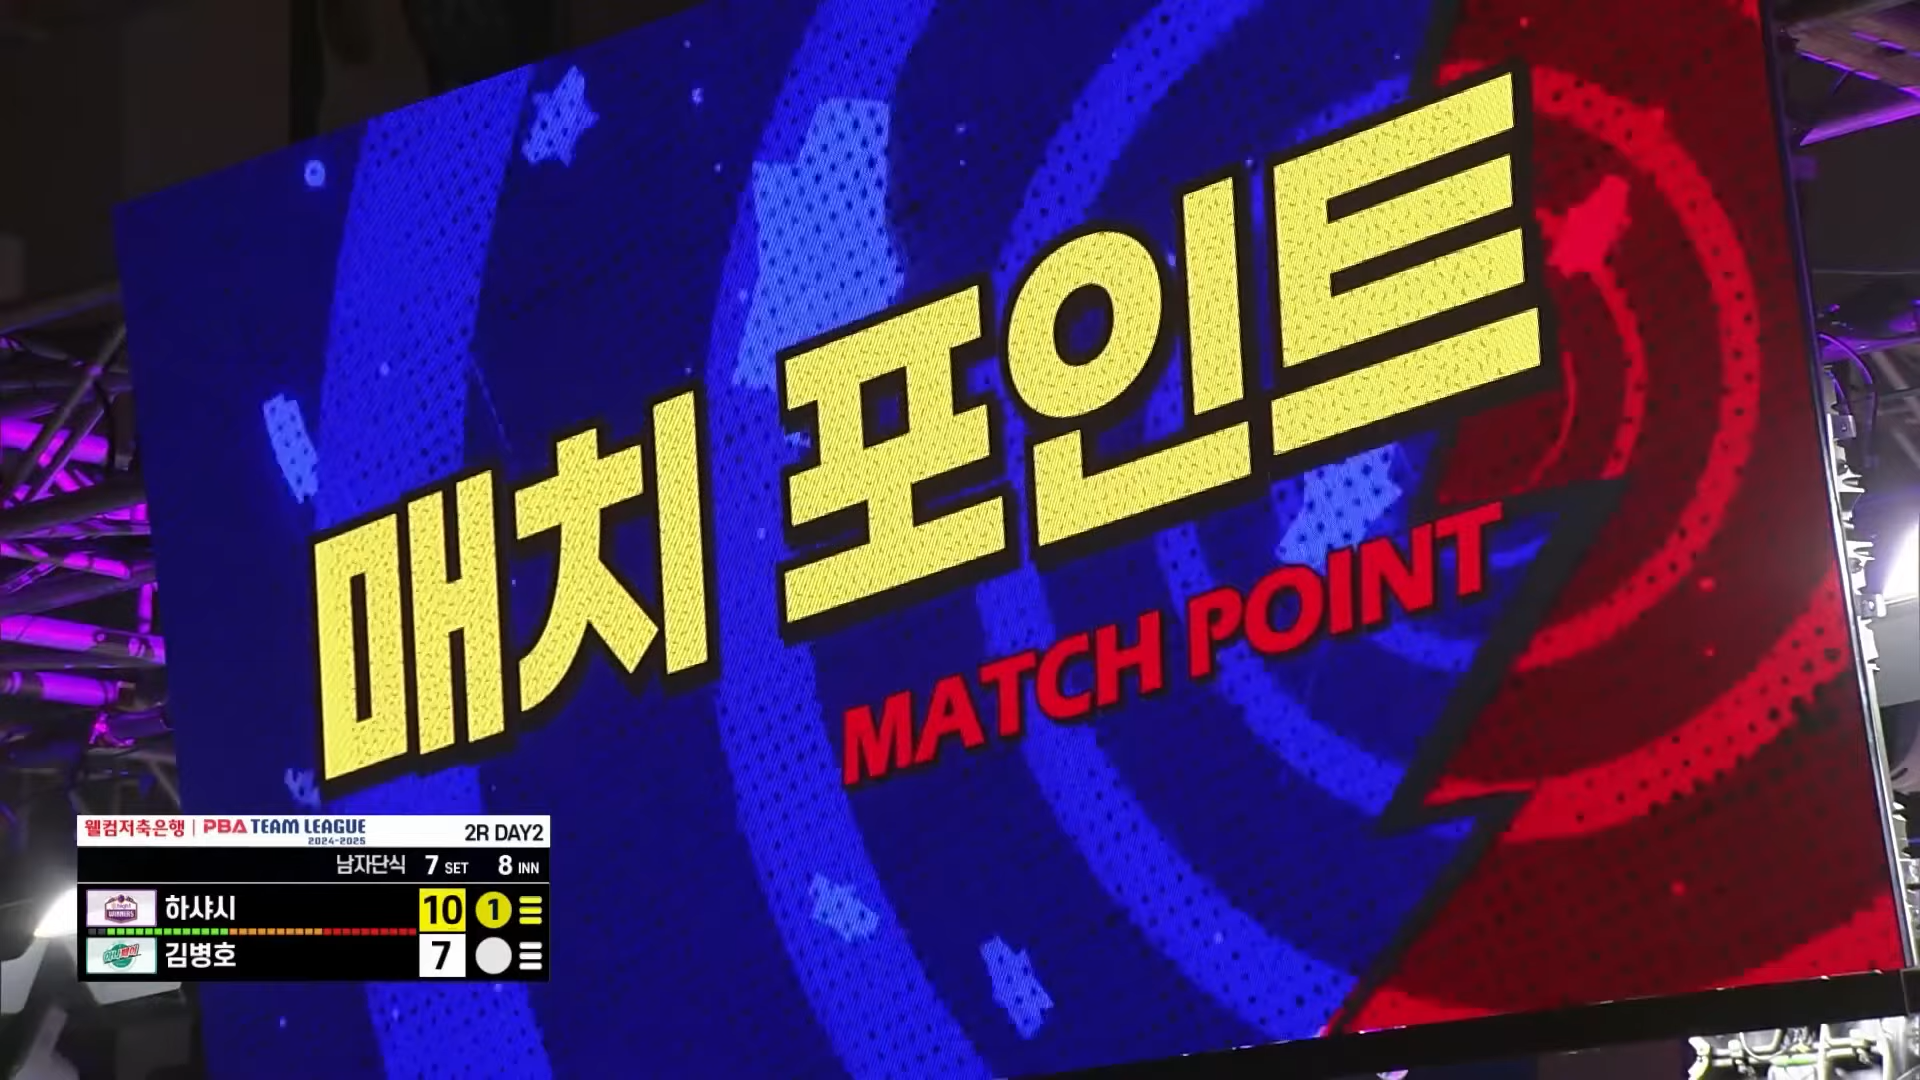 매치 포인트
MATCH POINT
웰컴저축은행 | PBA TEAM LEAGUE 2024-2025 2R DAY2
남자단식 7 SET 8 INN
WINNERS 하샤시 10 1
김병호 7